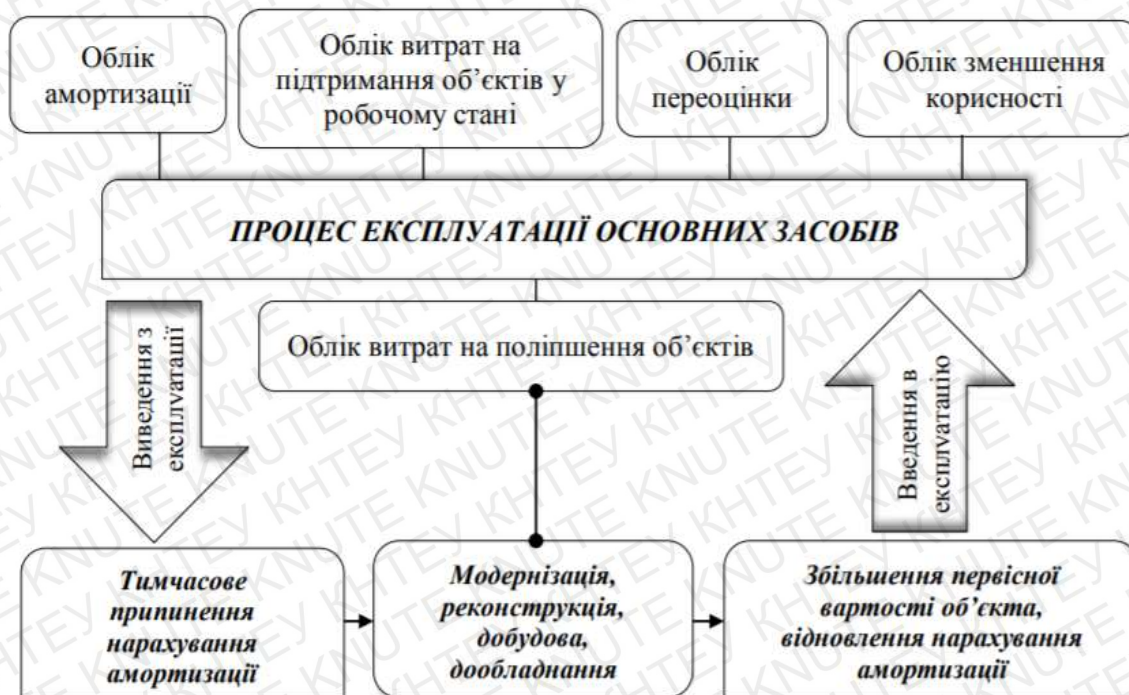 Облік
амортизації
Облік витрат на
підтримання об’єктів у
робочому стані
Облік
переоцінки
Облік зменшення
корисності
ПРОЦЕС ЕКСПЛУАТАЦІЇ ОСНОВНИХ ЗАСОБІВ
Виведення з
експлуатації
Облік витрат на поліпшення об’єктів
Введення в
експлуатацію
Тимчасове
припинення
нарахування
амортизації
Модернізація,
реконструкція,
добудова,
дообладнання
Збільшення первісної
вартості об’єкта,
відновлення нарахування
амортизації